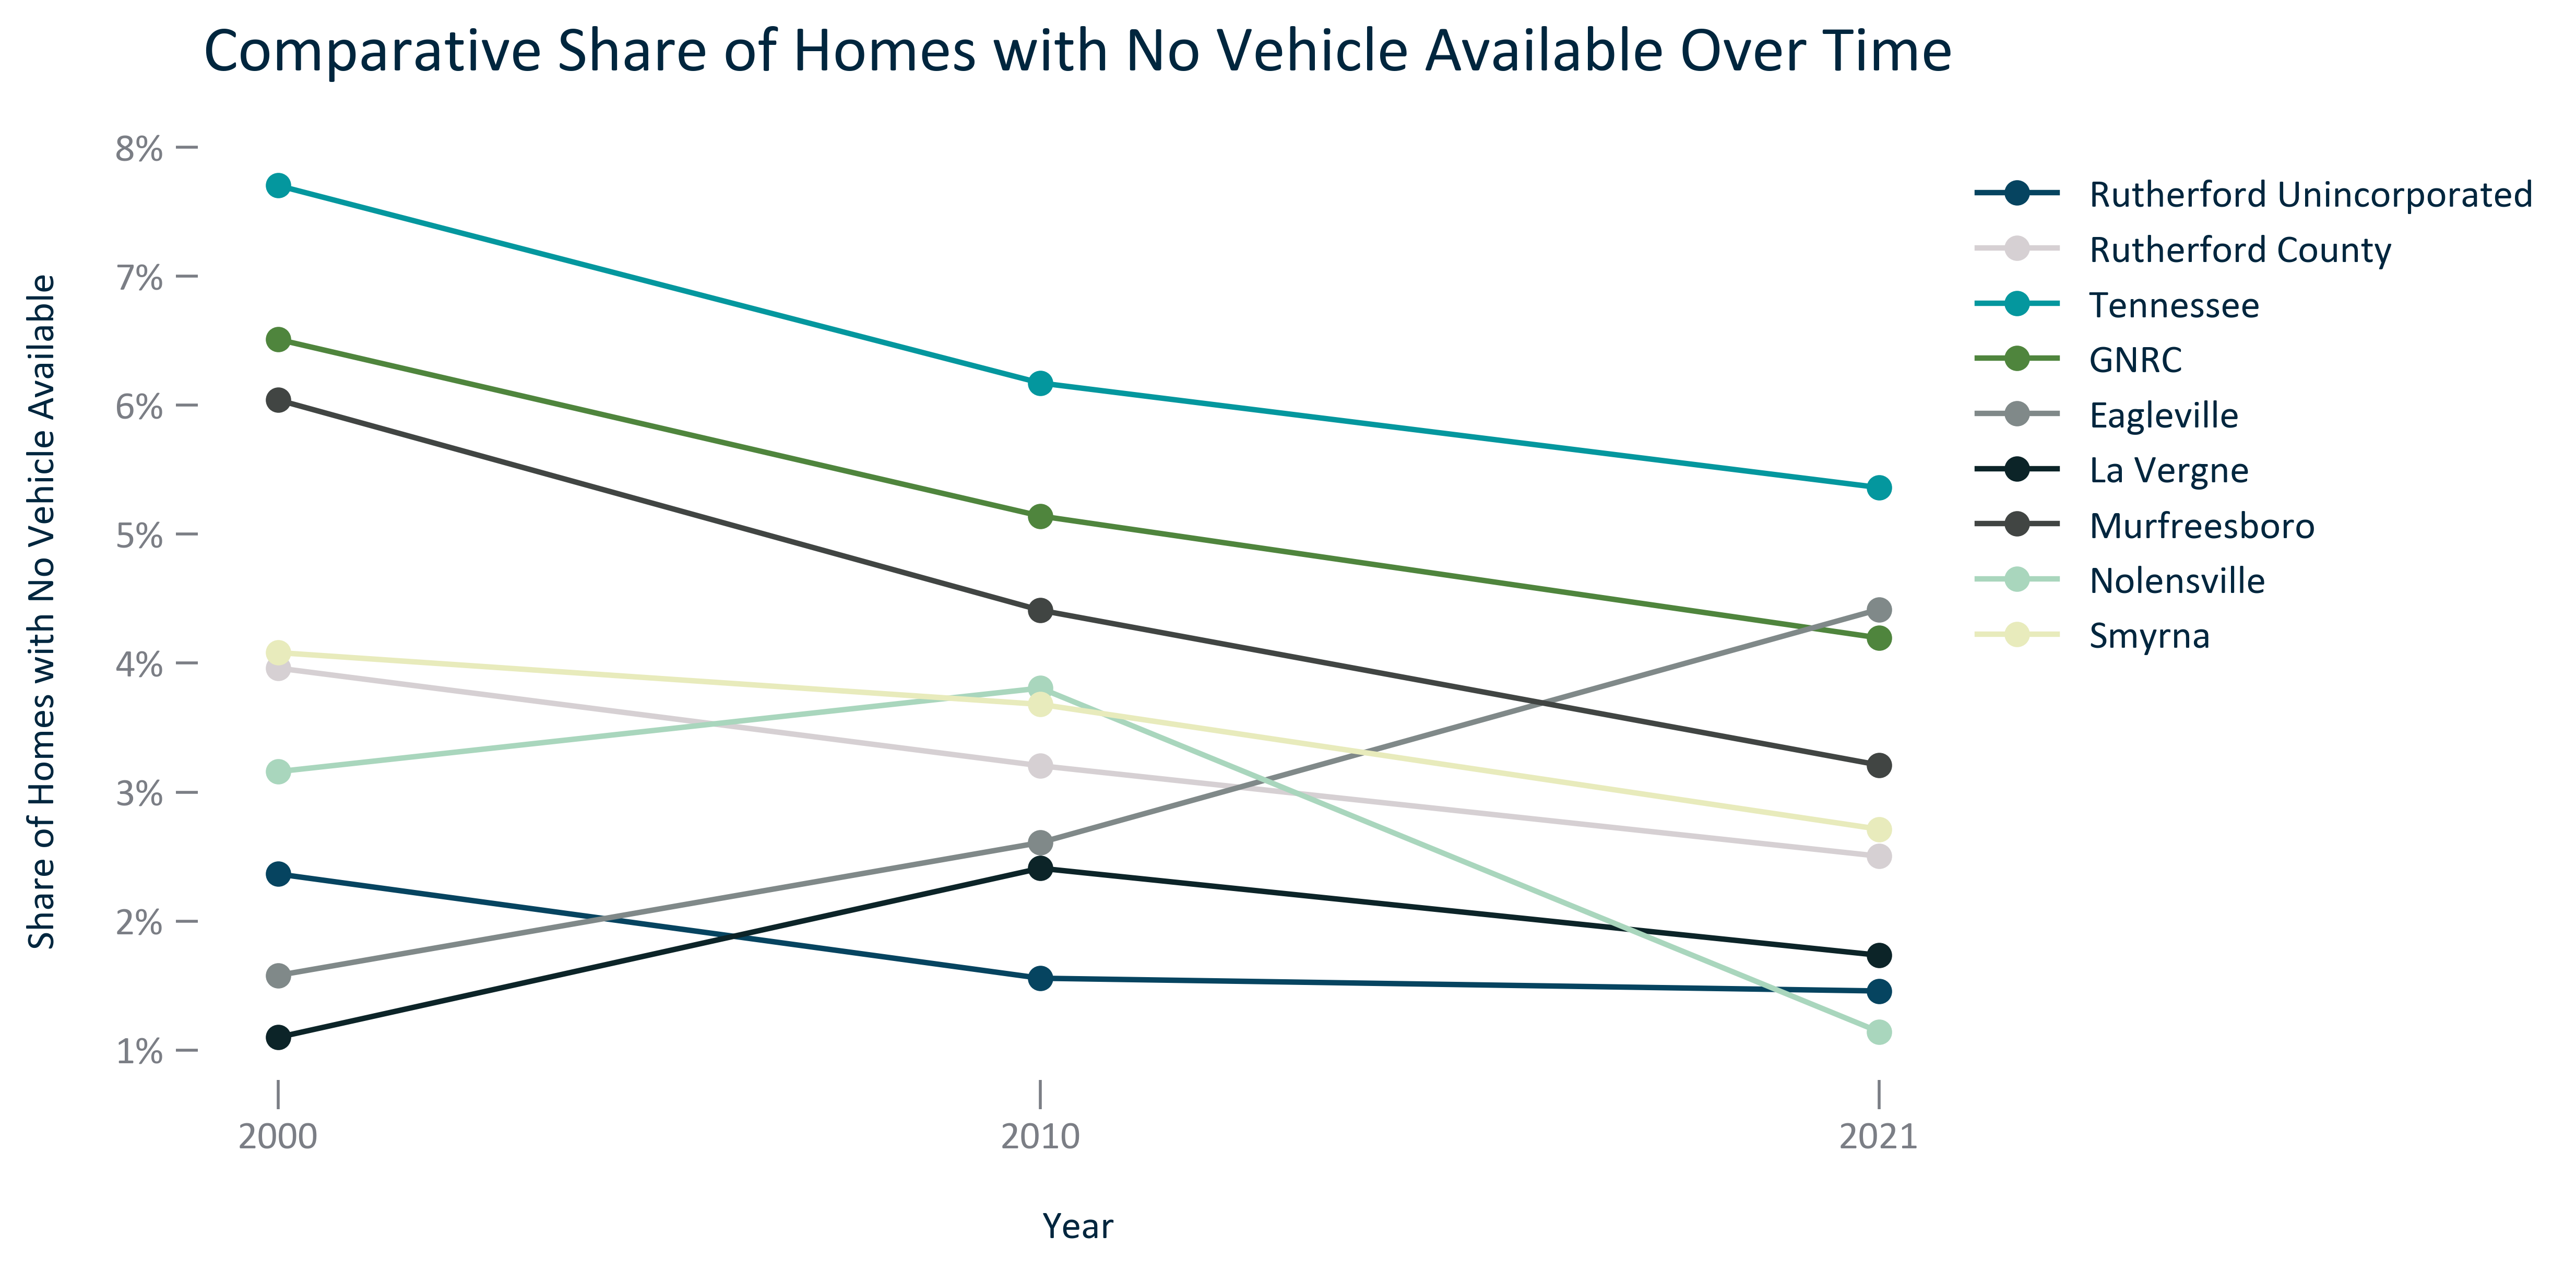 Comparative Share of Homes with No Vehicle Available Over Time
Share of Homes with No Vehicle Available
8%
7%
6%
5%
4%
3%
2%
1%
2000
2010
2021
Year
Rutherford Unincorporated
Rutherford County
Tennessee
GNRC
Eagleville
La Vergne
Murfreesboro
Nolensville
Smyrna